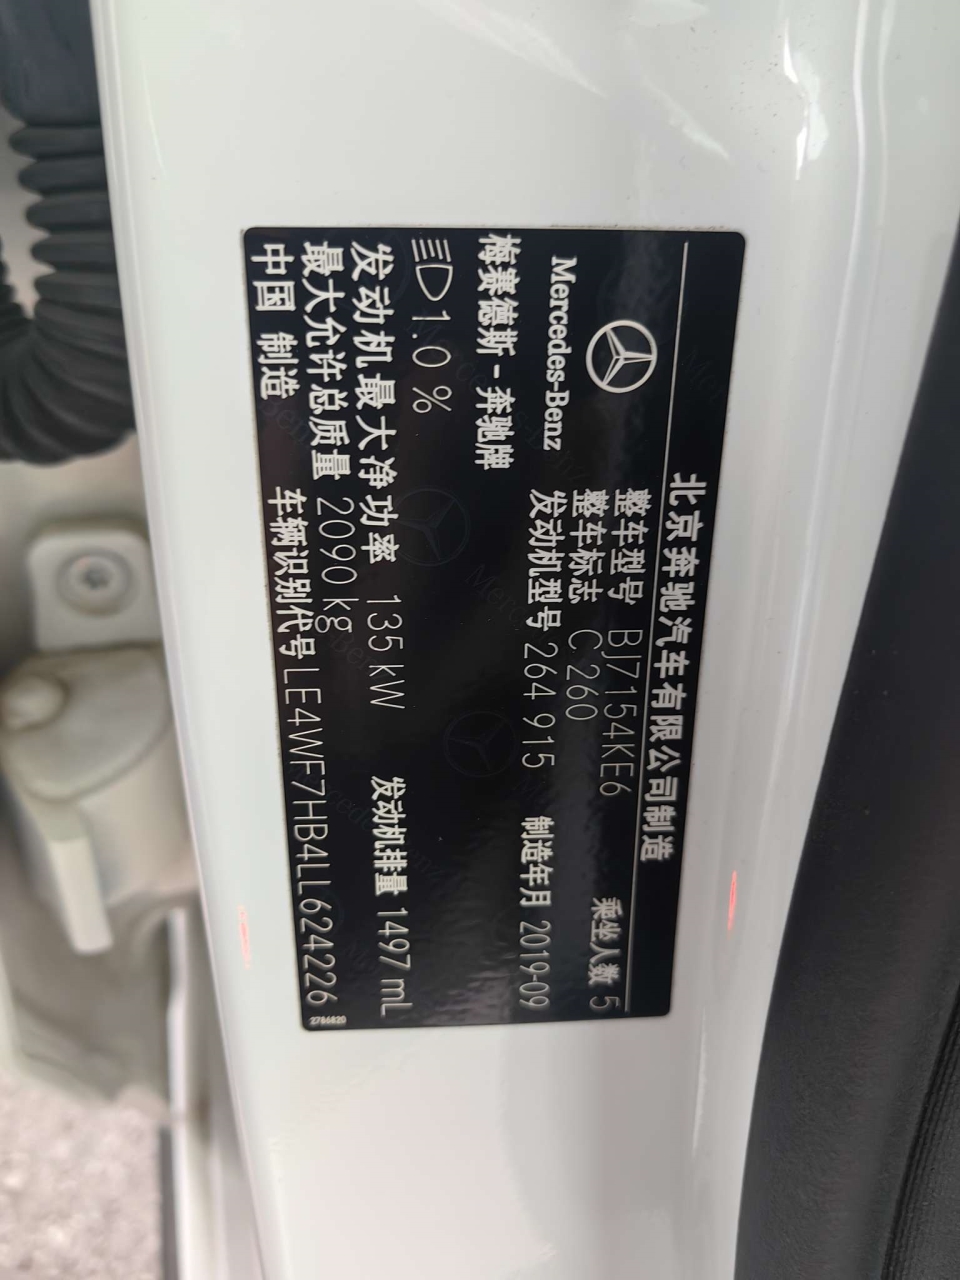 北京奔驰汽车有限公司制造
Mercedes-Benz
整车型号 BJ7154KE6 乘坐人数 5
整车标志 C 260
发动机型号 264 915 制造年月 2019-09
梅赛德斯-奔驰牌
1.0 %
发动机最大净功率 135 kW 发动机排量 1497 mL
最大允许总质量 2090 kg
中国 制造 车辆识别代号 LE4WF7HB4LL624226
2786820